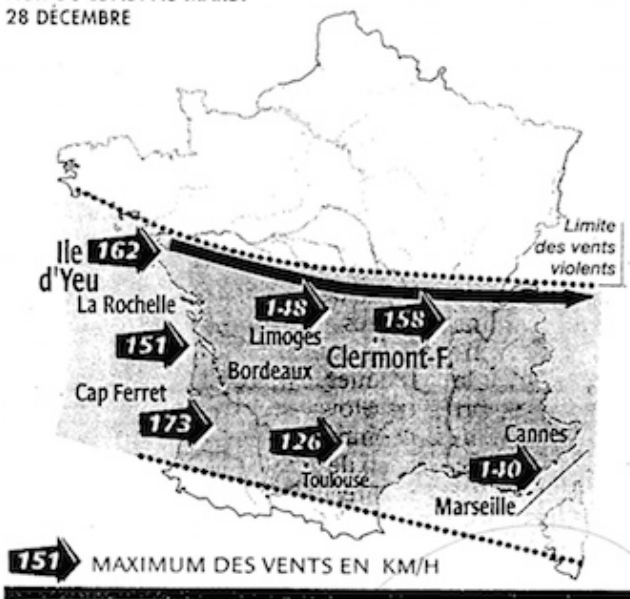 28 DÉCEMBRE
Limite
des vents
violents
Ile
d'Yeu
162
La Rochelle
148
158
Limoges
151
Clermont-F.
Bordeaux
Cap Ferret
173
126
Cannes
Toulouse
140
Marseille
151 MAXIMUM DES VENTS EN KM/H